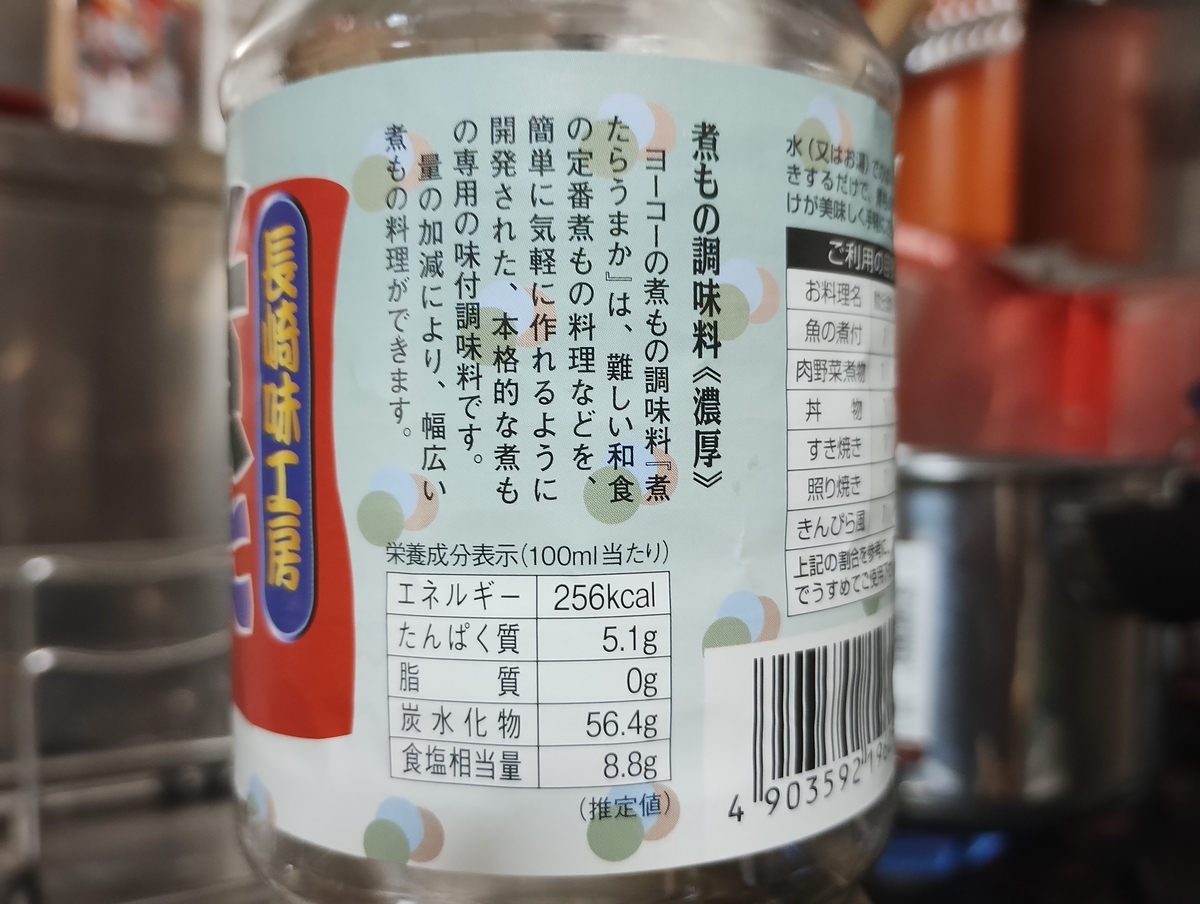 長崎味工房
煮もの調味料《濃厚》
ヨーコーの煮もの調味料『煮
たらうまか』は、難しい和食
の定番煮もの料理などを、
簡単に気軽に作れるように
開発された、本格的な煮も
の専用の味付調味料です。
量の加減により、幅広い
煮もの料理ができます。
栄養成分表示(100ml当たり)
エネルギー 256kcal
たんぱく質 5.1g
脂質 0g
炭水化物 56.4g
食塩相当量 8.8g
(推定値)
水(又はお湯)で
きするだけで、
けが美味しく手軽に
ご利用の
お料理名
魚の煮付
肉野菜煮物
丼物
すき焼き
照り焼き
きんぴら風
上記の割合を参考に
でうすめてご使用
4 903592 19